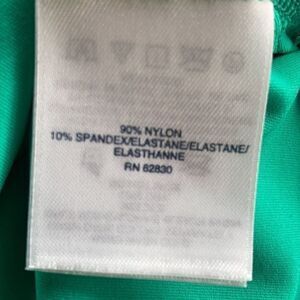 90% NYLON
10% SPANDEX/ELASTANE/ELASTANE/
ELASTHANNE
RN 62830